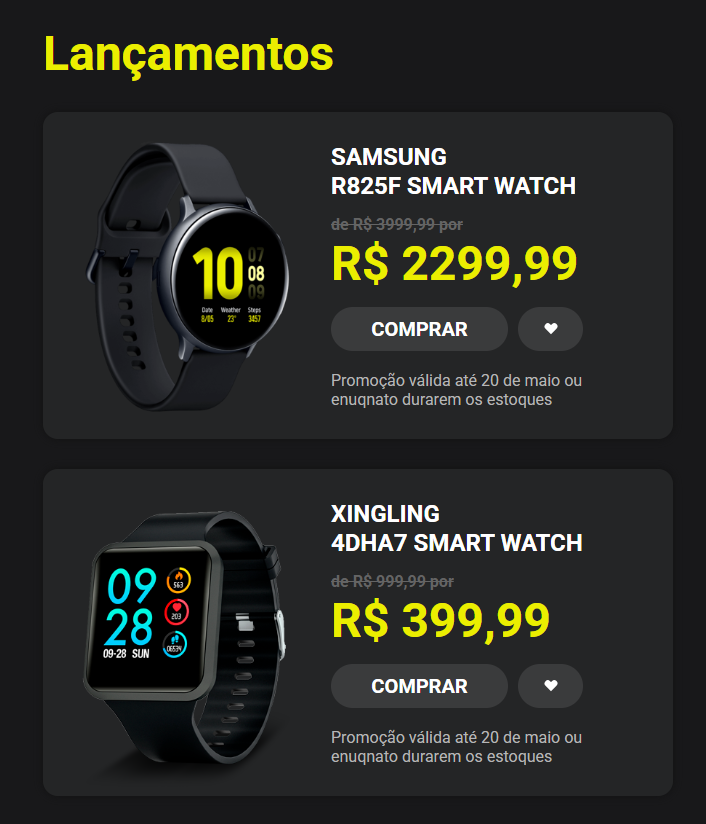 Lançamentos
SAMSUNG
R825F SMART WATCH
de R$ 3999,99 por
R$ 2299,99
COMPRAR
Promoção válida até 20 de maio ou
enuqnato durarem os estoques
10
07
08
09
Date Weather Steps
8/05 23° 3457
XINGLING
4DHA7 SMART WATCH
de R$ 999,99 por
R$ 399,99
COMPRAR
Promoção válida até 20 de maio ou
enuqnato durarem os estoques
09
28
09-28 SUN
563
203
06534